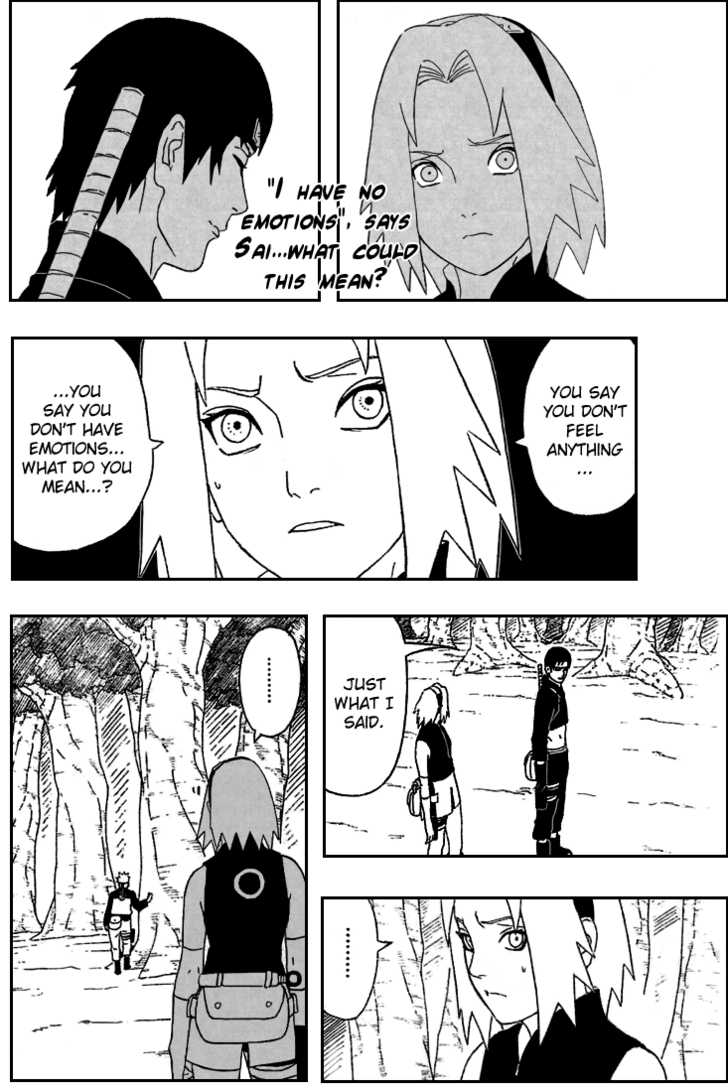 "I HAVE NO
EMOTIONS", SAYS
SAI...WHAT COULD
THIS MEAN?
YOU SAY
YOU DON'T
FEEL
ANYTHING
...
...YOU
SAY YOU
DON'T HAVE
EMOTIONS...
WHAT DO YOU
MEAN...?
JUST
WHAT I
SAID.
.........
.........